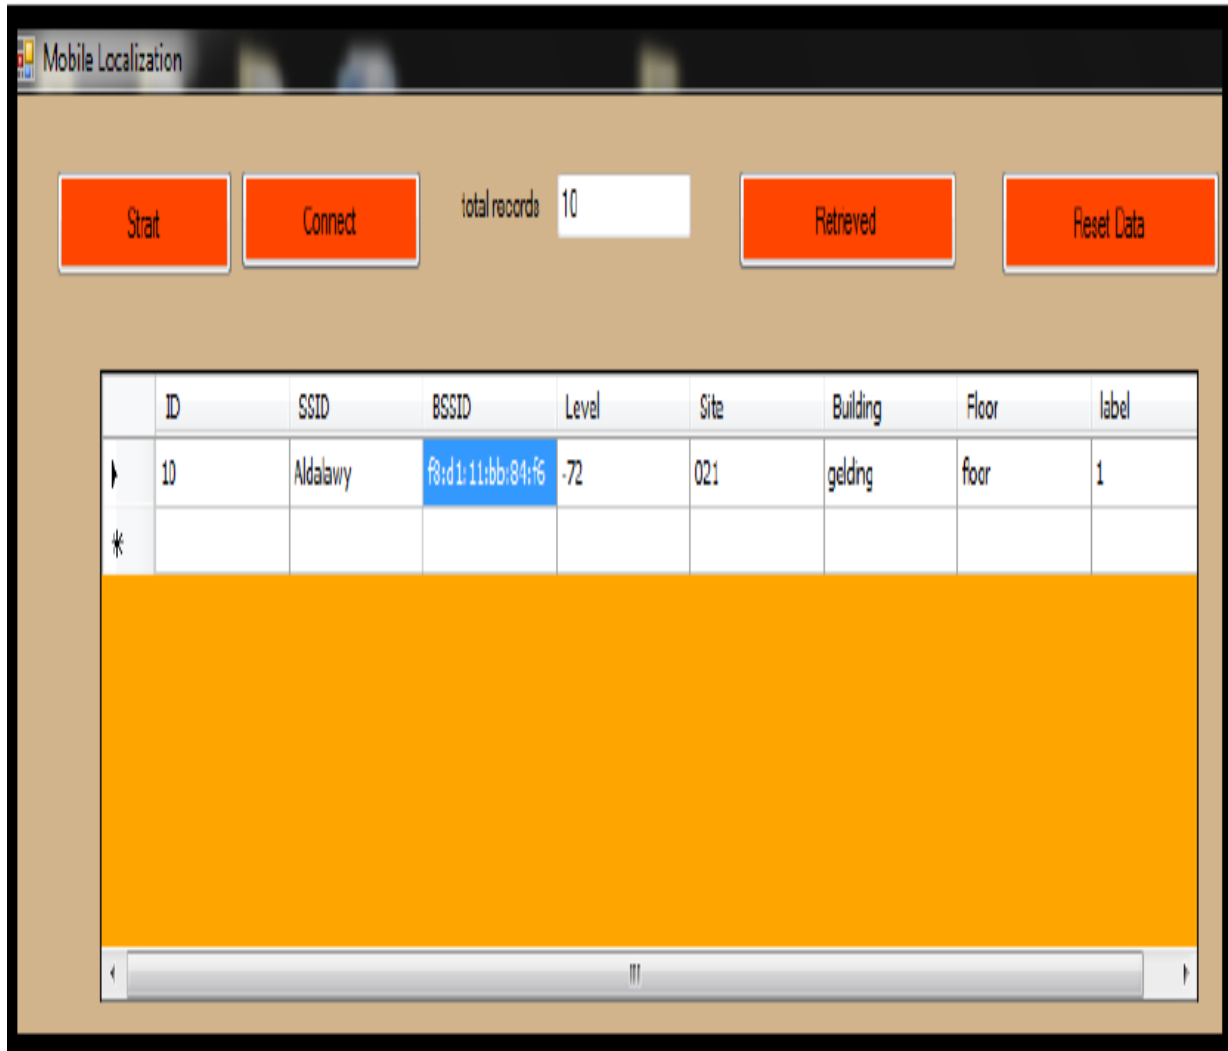 Mobile Localization
Strart Connect total records 10 Retrieved Reset Data
ID SSID BSSID Level Site Building Floor label
10 Aldalawy f8:d1:11:bb:84:f6 -72 021 gelding floor 1